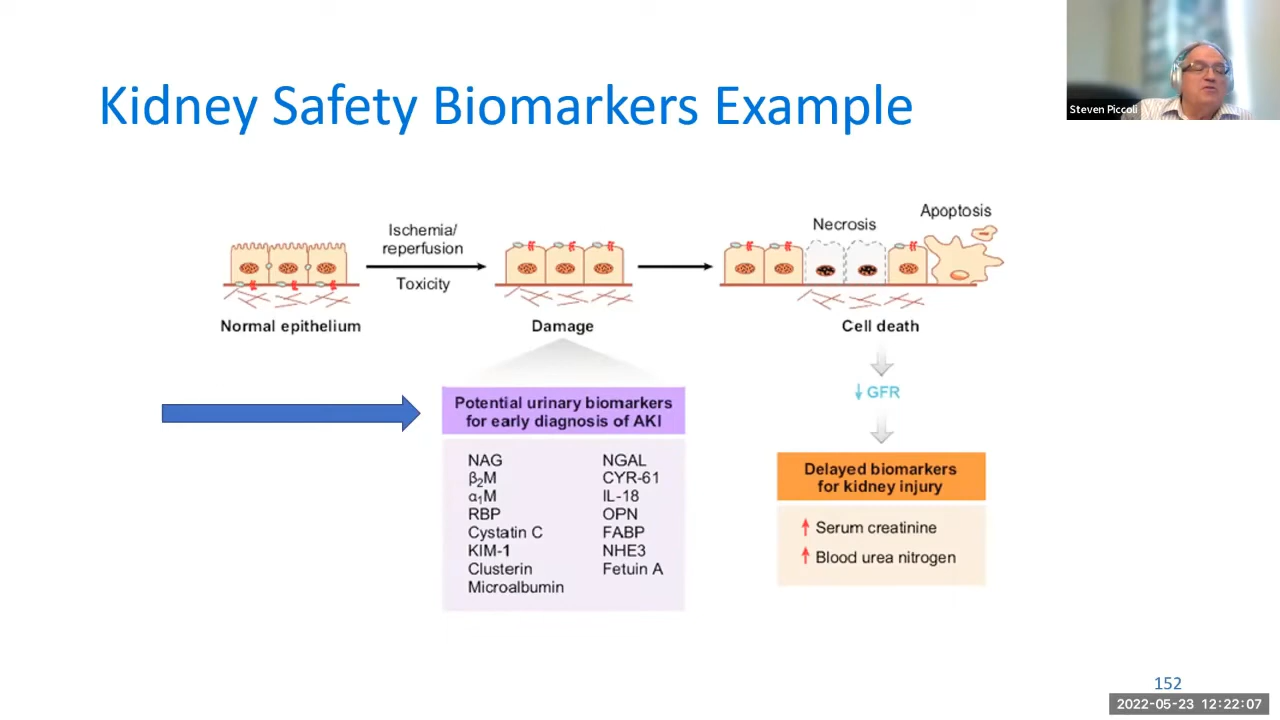 Kidney Safety Biomarkers Example
Steven Piccoli
Ischemia/
reperfusion
Toxicity
Necrosis
Apoptosis
Normal epithelium
Damage
Cell death
Potential urinary biomarkers
for early diagnosis of AKI
NAG
β₂M
α₁M
RBP
Cystatin C
KIM-1
Clusterin
Microalbumin
NGAL
CYR-61
IL-18
OPN
FABP
NHE3
Fetuin A
↓ GFR
Delayed biomarkers
for kidney injury
↑ Serum creatinine
↑ Blood urea nitrogen
152
2022-05-23 12:22:07